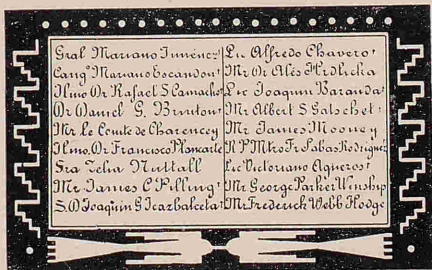 Gral Mariano Jiménez
Cang° Mariano Escandon
Ilmo. Dr Rafael S Camacho
Dr Daniel G. Brinton
Mr Le Comte de Charencey
Ilmo. Dr Francisco Plancarte
Sra Zelia Nuttall
Mr James C Pilling
S. D Joaquin G Icazbalceta
Lic Alfredo Chavero
Mr Dr Alés Hrdlicka
Lic Joaquin Baranda
Mr Albert S Gatschet
Mr James Mooney
R P Mtro Fr Sabas Rodriguez
Lic Victoriano Agueros
Mr George Parker Winship
Mr Frederick Webb Hodge